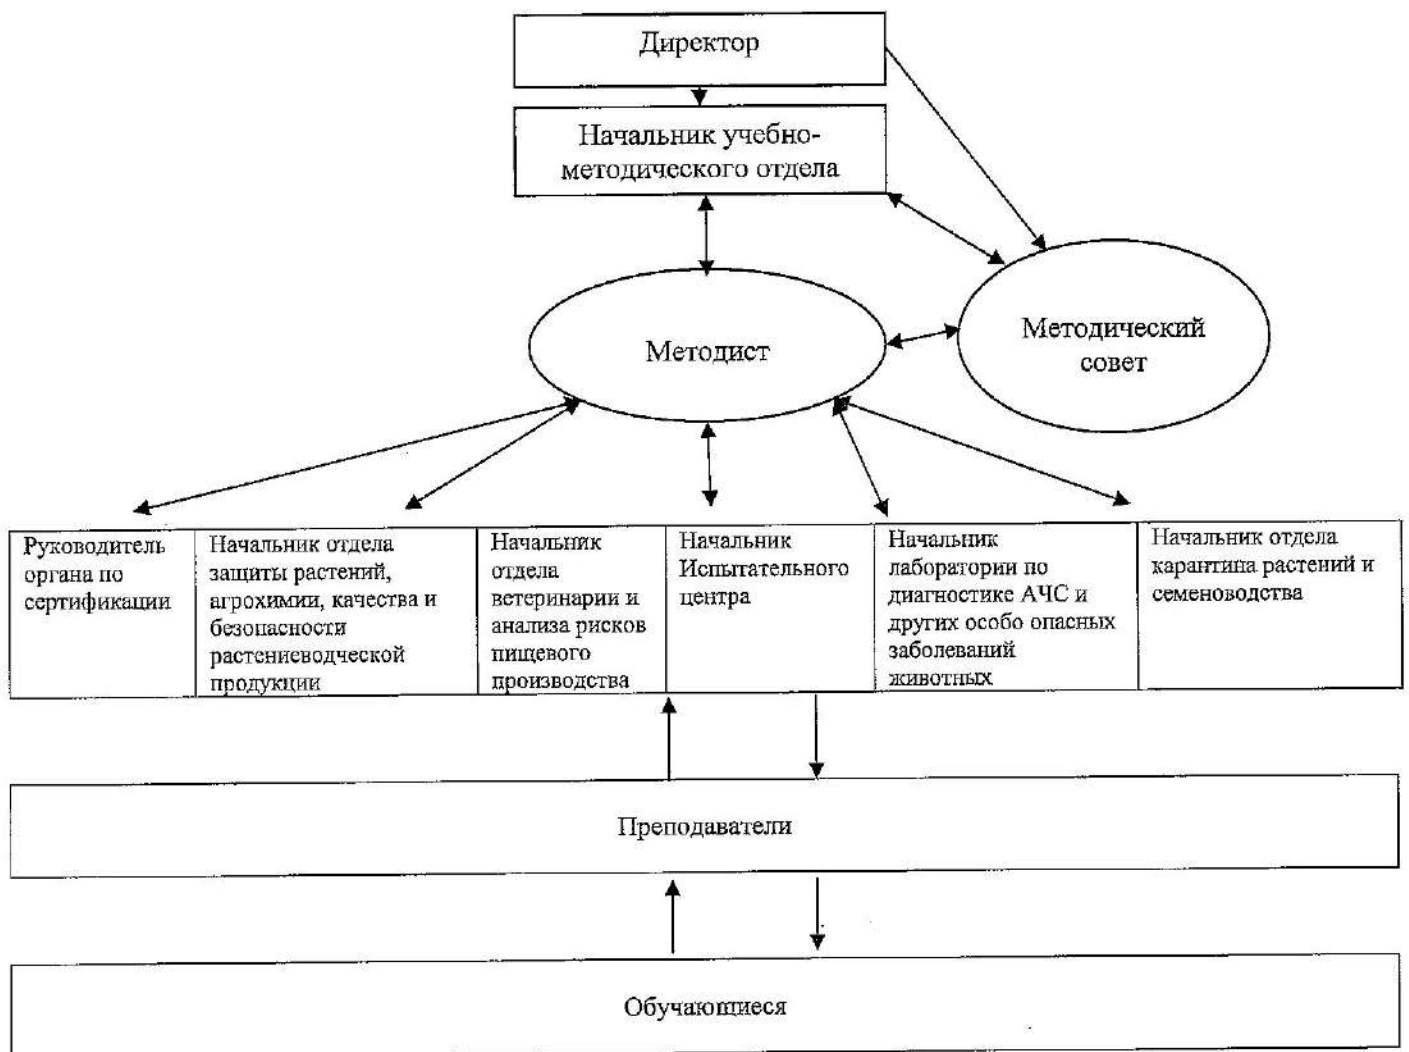 Директор
Начальник учебно-
методического отдела
Методист
Методический
совет
Руководитель
органа по
сертификации
Начальник отдела
защиты растений,
агрохимии, качества и
безопасности
растениеводческой
продукции
Начальник
отдела
ветеринарии и
анализа рисков
пищевого
производства
Начальник
Испытательного
центра
Начальник
лаборатории по
диагностике АЧС и
других особо опасных
заболеваний
животных
Начальник отдела
карантина растений и
семеноводства
Преподаватели
Обучающиеся